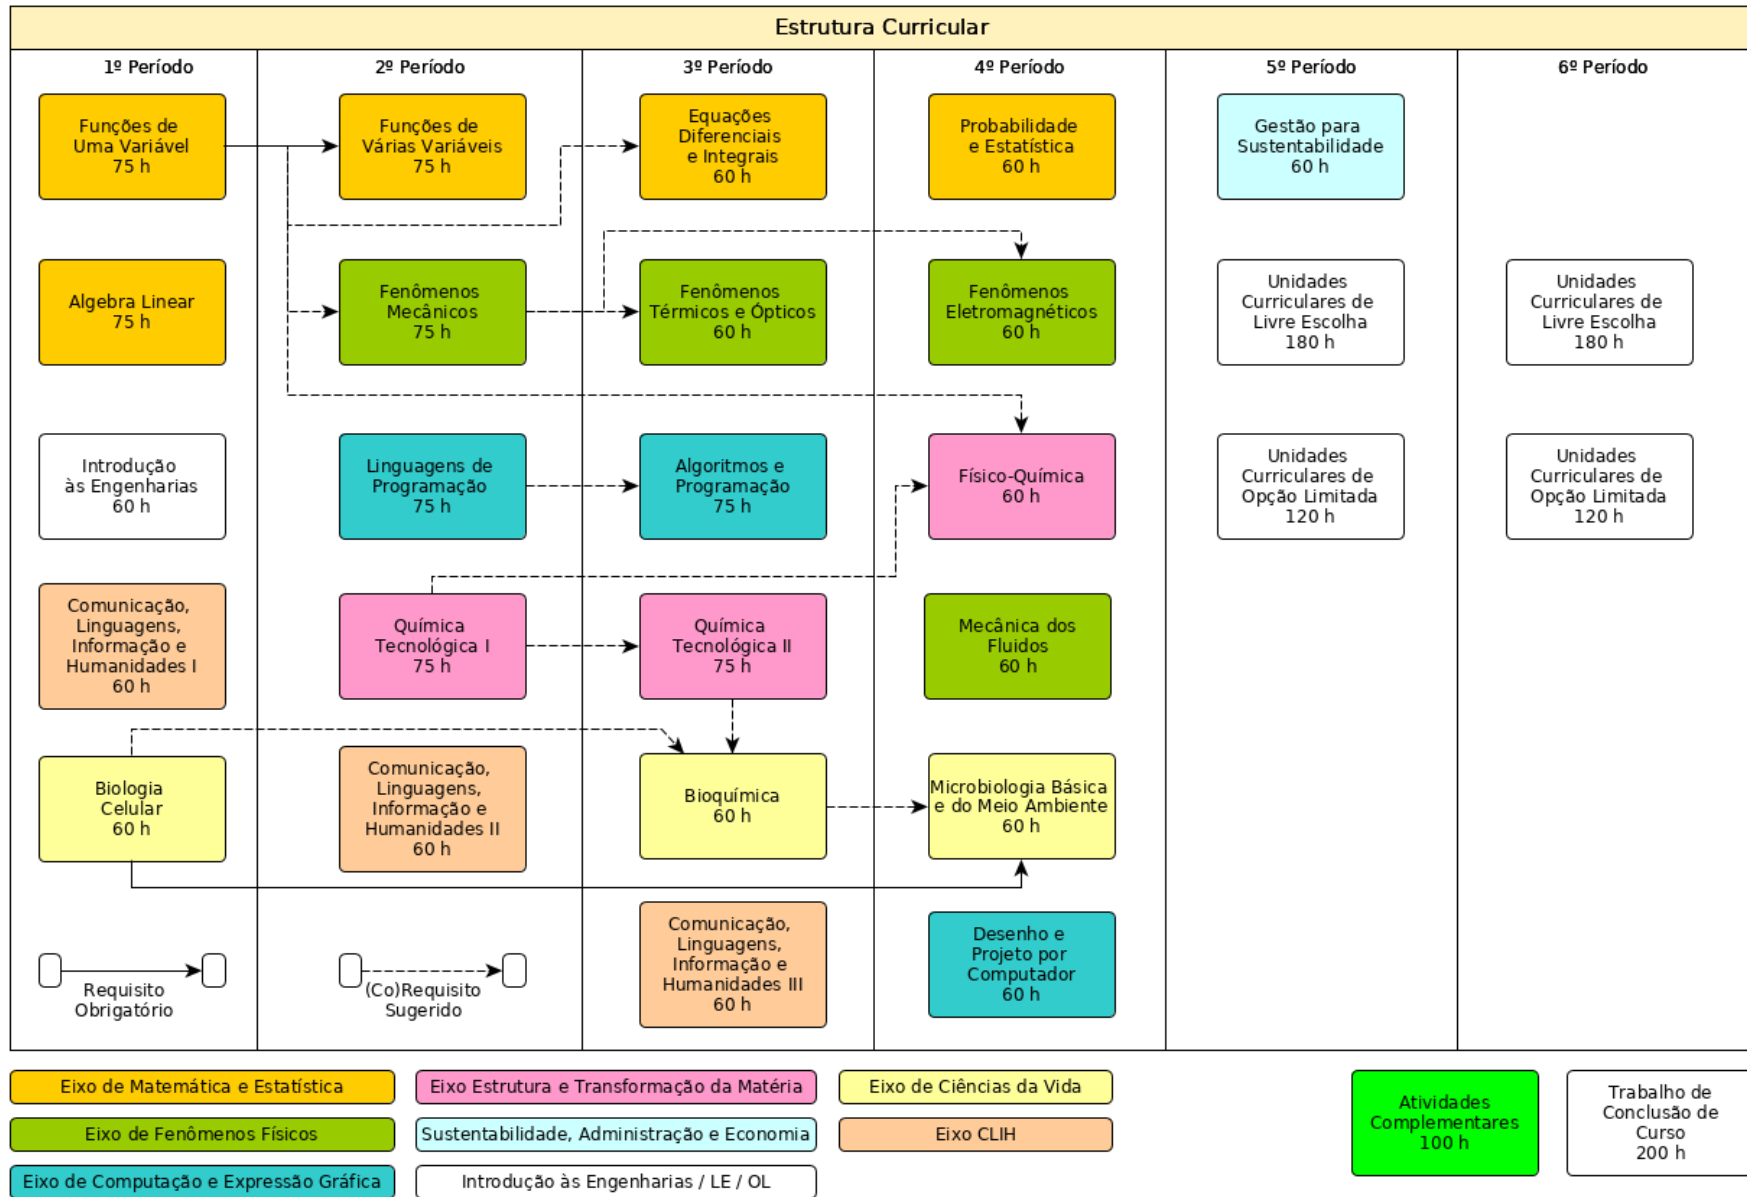 Estrutura Curricular
1º Período
2º Período
3º Período
4º Período
5º Período
6º Período
Funções de
Uma Variável
75 h
Funções de
Várias Variáveis
75 h
Equações
Diferenciais
e Integrais
60 h
Probabilidade
e Estatística
60 h
Gestão para
Sustentabilidade
60 h
Algebra Linear
75 h
Fenômenos
Mecânicos
75 h
Fenômenos
Térmicos e Ópticos
60 h
Fenômenos
Eletromagnéticos
60 h
Unidades
Curriculares de
Livre Escolha
180 h
Unidades
Curriculares de
Livre Escolha
180 h
Introdução
às Engenharias
60 h
Linguagens de
Programação
75 h
Algoritmos e
Programação
75 h
Físico-Química
60 h
Unidades
Curriculares de
Opção Limitada
120 h
Unidades
Curriculares de
Opção Limitada
120 h
Comunicação,
Linguagens,
Informação e
Humanidades I
60 h
Química
Tecnológica I
75 h
Química
Tecnológica II
75 h
Mecânica dos
Fluidos
60 h
Biologia
Celular
60 h
Comunicação,
Linguagens,
Informação e
Humanidades II
60 h
Bioquímica
60 h
Microbiologia Básica
e do Meio Ambiente
60 h
Comunicação,
Linguagens,
Informação e
Humanidades III
60 h
Desenho e
Projeto por
Computador
60 h
Requisito
Obrigatório
(Co)Requisito
Sugerido
Eixo de Matemática e Estatística
Eixo Estrutura e Transformação da Matéria
Eixo de Ciências da Vida
Eixo de Fenômenos Físicos
Sustentabilidade, Administração e Economia
Eixo CLIH
Eixo de Computação e Expressão Gráfica
Introdução às Engenharias / LE / OL
Atividades
Complementares
100 h
Trabalho de
Conclusão de
Curso
200 h